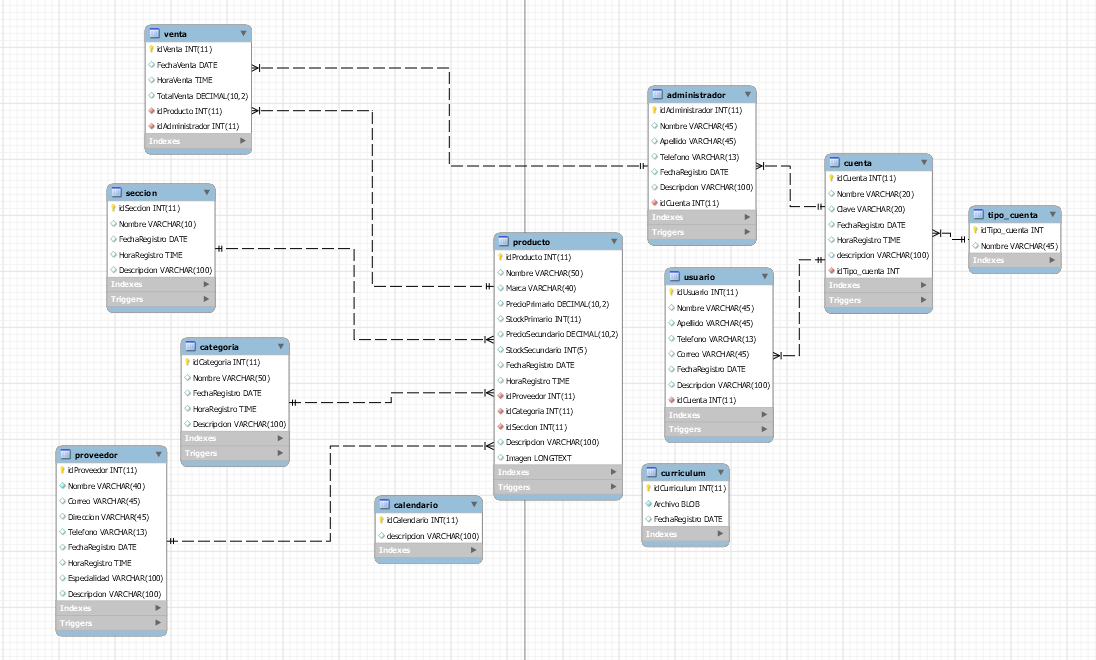 venta
idVenta INT(11)
FechaVenta DATE
HoraVenta TIME
TotalVenta DECIMAL(10,2)
idProducto INT(11)
idAdministrador INT(11)
Indexes
seccion
idSeccion INT(11)
Nombre VARCHAR(10)
FechaRegistro DATE
HoraRegistro TIME
Descripcion VARCHAR(100)
Indexes
Triggers
categoria
idCategoria INT(11)
Nombre VARCHAR(50)
FechaRegistro DATE
HoraRegistro TIME
Descripcion VARCHAR(100)
Indexes
Triggers
proveedor
idProveedor INT(11)
Nombre VARCHAR(40)
Correo VARCHAR(45)
Direccion VARCHAR(45)
Telefono VARCHAR(13)
FechaRegistro DATE
HoraRegistro TIME
Especialidad VARCHAR(100)
Descripcion VARCHAR(100)
Indexes
Triggers
calendario
idCalendario INT(11)
descripcion VARCHAR(100)
Indexes
producto
idProducto INT(11)
Nombre VARCHAR(50)
Marca VARCHAR(40)
PrecioPrimario DECIMAL(10,2)
StockPrimario INT(11)
PrecioSecundario DECIMAL(10,2)
StockSecundario INT(5)
FechaRegistro DATE
HoraRegistro TIME
idProveedor INT(11)
idCategoria INT(11)
idSeccion INT(11)
Descripcion VARCHAR(100)
Imagen LONGTEXT
Indexes
Triggers
administrador
idAdministrador INT(11)
Nombre VARCHAR(45)
Apellido VARCHAR(45)
Telefono VARCHAR(13)
FechaRegistro DATE
Descripcion VARCHAR(100)
idCuenta INT(11)
Indexes
Triggers
usuario
idUsuario INT(11)
Nombre VARCHAR(45)
Apellido VARCHAR(45)
Telefono VARCHAR(13)
Correo VARCHAR(45)
FechaRegistro DATE
Descripcion VARCHAR(100)
idCuenta INT(11)
Indexes
Triggers
curriculum
idCurriculum INT(11)
Archivo BLOB
FechaRegistro DATE
Indexes
cuenta
idCuenta INT(11)
Nombre VARCHAR(20)
Clave VARCHAR(20)
FechaRegistro DATE
HoraRegistro TIME
descripcion VARCHAR(100)
idTipo_cuenta INT
Indexes
Triggers
tipo_cuenta
idTipo_cuenta INT
Nombre VARCHAR(45)
Indexes